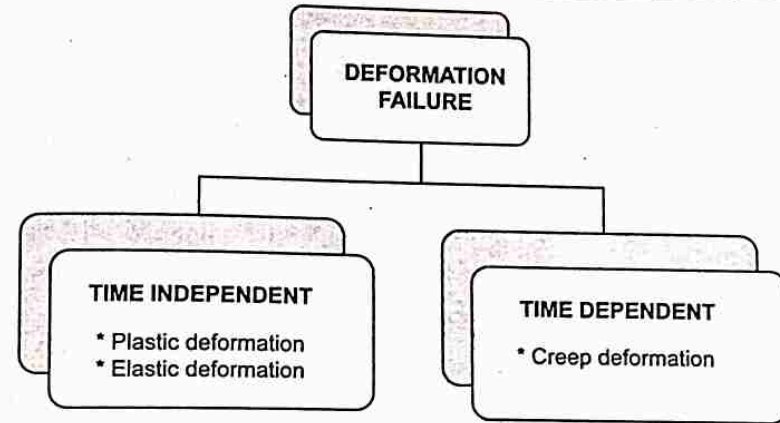 DEFORMATION
FAILURE
TIME INDEPENDENT
* Plastic deformation
* Elastic deformation
TIME DEPENDENT
* Creep deformation